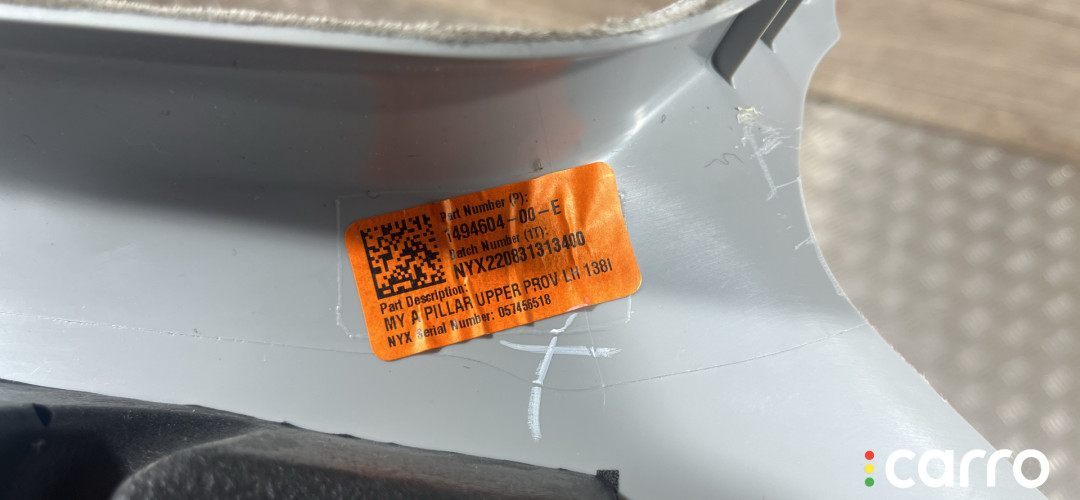 Part Number (P):
1494604-00-E
Batch Number (1T):
NYX220831313400
Part Description:
MY A PILLAR UPPER PROV LH 138I
NYX Serial Number: 057456518
carro